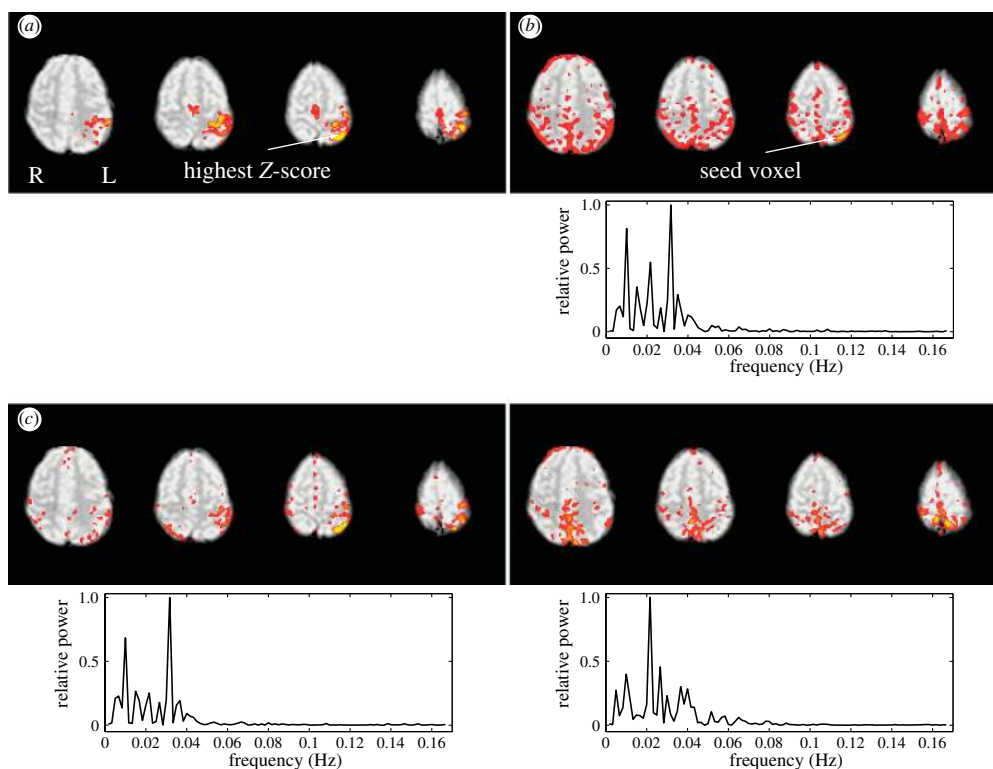 (a)
R L
highest Z-score
(b)
seed voxel
relative power
1.0
0.5
0
0 0.02 0.04 0.06 0.08 0.1 0.12 0.14 0.16
frequency (Hz)
(c)
relative power
1.0
0.5
0
0 0.02 0.04 0.06 0.08 0.1 0.12 0.14 0.16
frequency (Hz)
relative power
1.0
0.5
0
0 0.02 0.04 0.06 0.08 0.1 0.12 0.14 0.16
frequency (Hz)